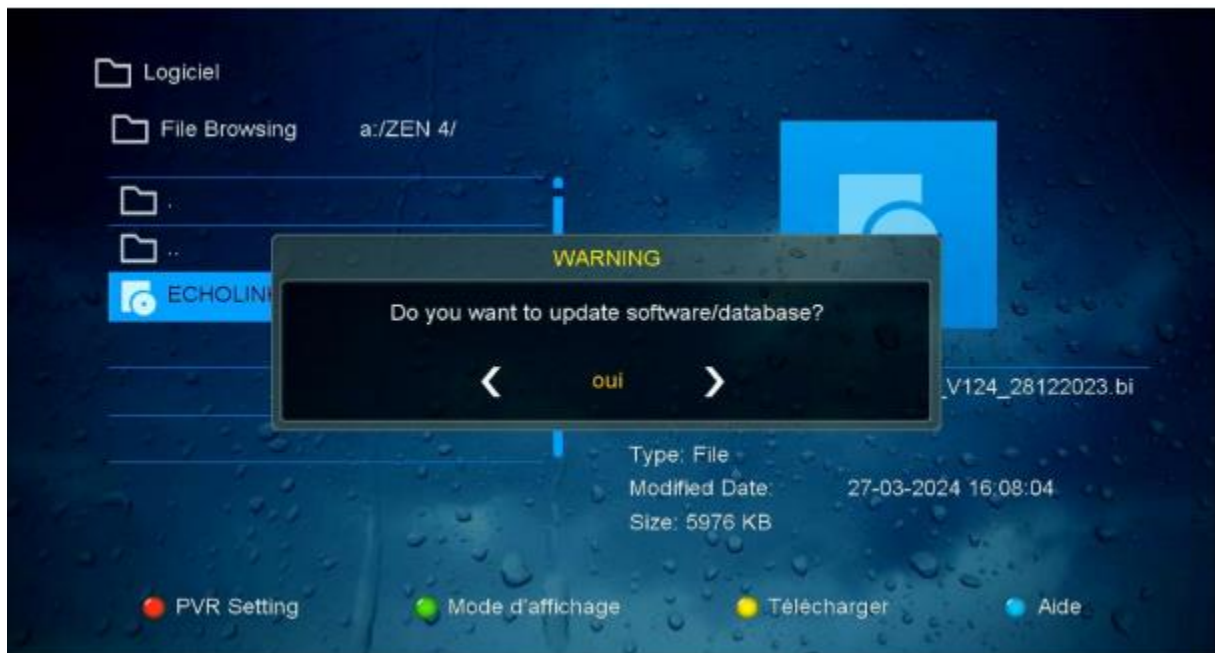 Logiciel
File Browsing a:/ZEN 4/
.
..
WARNING
ECHOLIN
Do you want to update software/database?
oui
_V124_28122023.bi
Type: File
Modified Date: 27-03-2024 16:08:04
Size: 5976 KB
PVR Setting Mode d'affichage Télécharger Aide